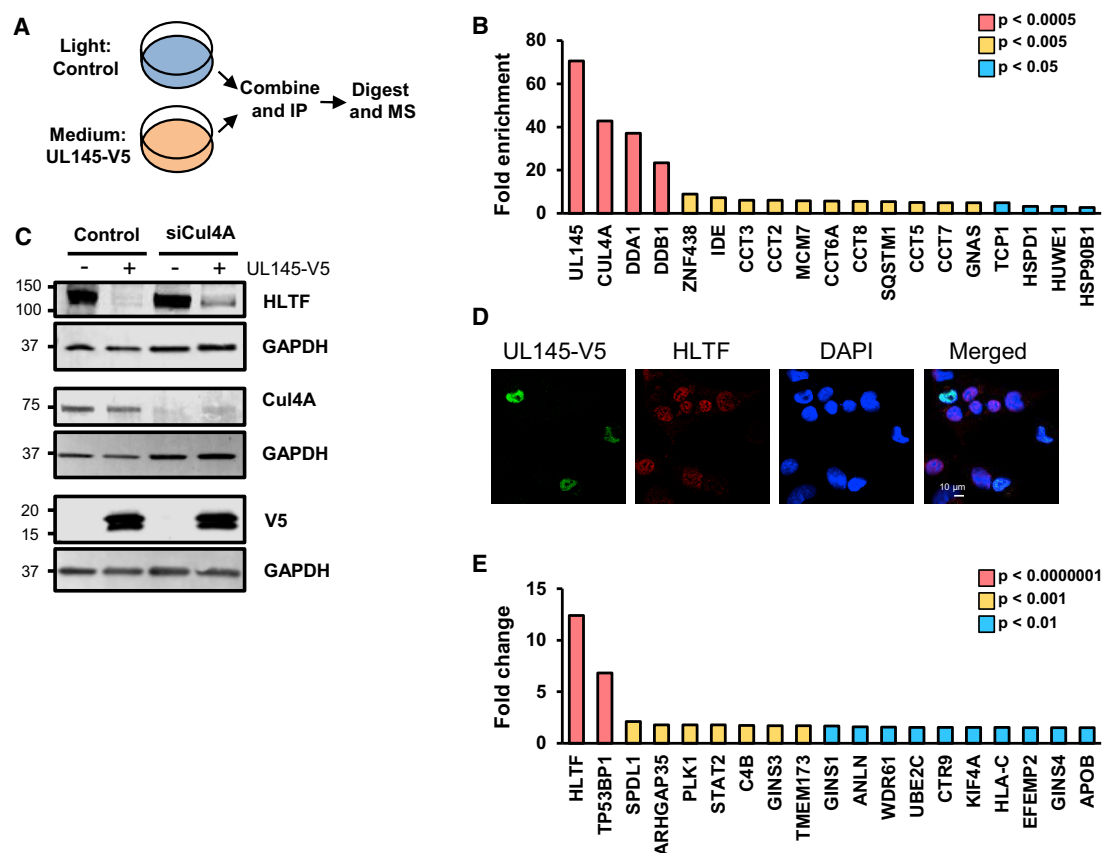 A
Light:
Control
Medium:
UL145-V5
Combine
and IP
Digest
and MS
B
Fold enrichment
80
60
40
20
0
p < 0.0005
p < 0.005
p < 0.05
UL145
CUL4A
DDA1
DDB1
ZNF438
IDE
CCT3
CCT2
MCM7
CCT6A
CCT8
SQSTM1
CCT5
CCT7
GNAS
TCP1
HSPD1
HUWE1
HSP90B1
C
Control siCul4A
- + - + UL145-V5
150
100
HLTF
37
GAPDH
75
Cul4A
37
GAPDH
20
15
V5
37
GAPDH
D
UL145-V5 HLTF DAPI Merged
10 µm
E
Fold change
15
10
5
0
p < 0.0000001
p < 0.001
p < 0.01
HLTF
TP53BP1
SPDL1
ARHGAP35
PLK1
STAT2
C4B
GINS3
TMEM173
GINS1
ANLN
WDR61
UBE2C
CTR9
KIF4A
HLA-C
EFEMP2
GINS4
APOB